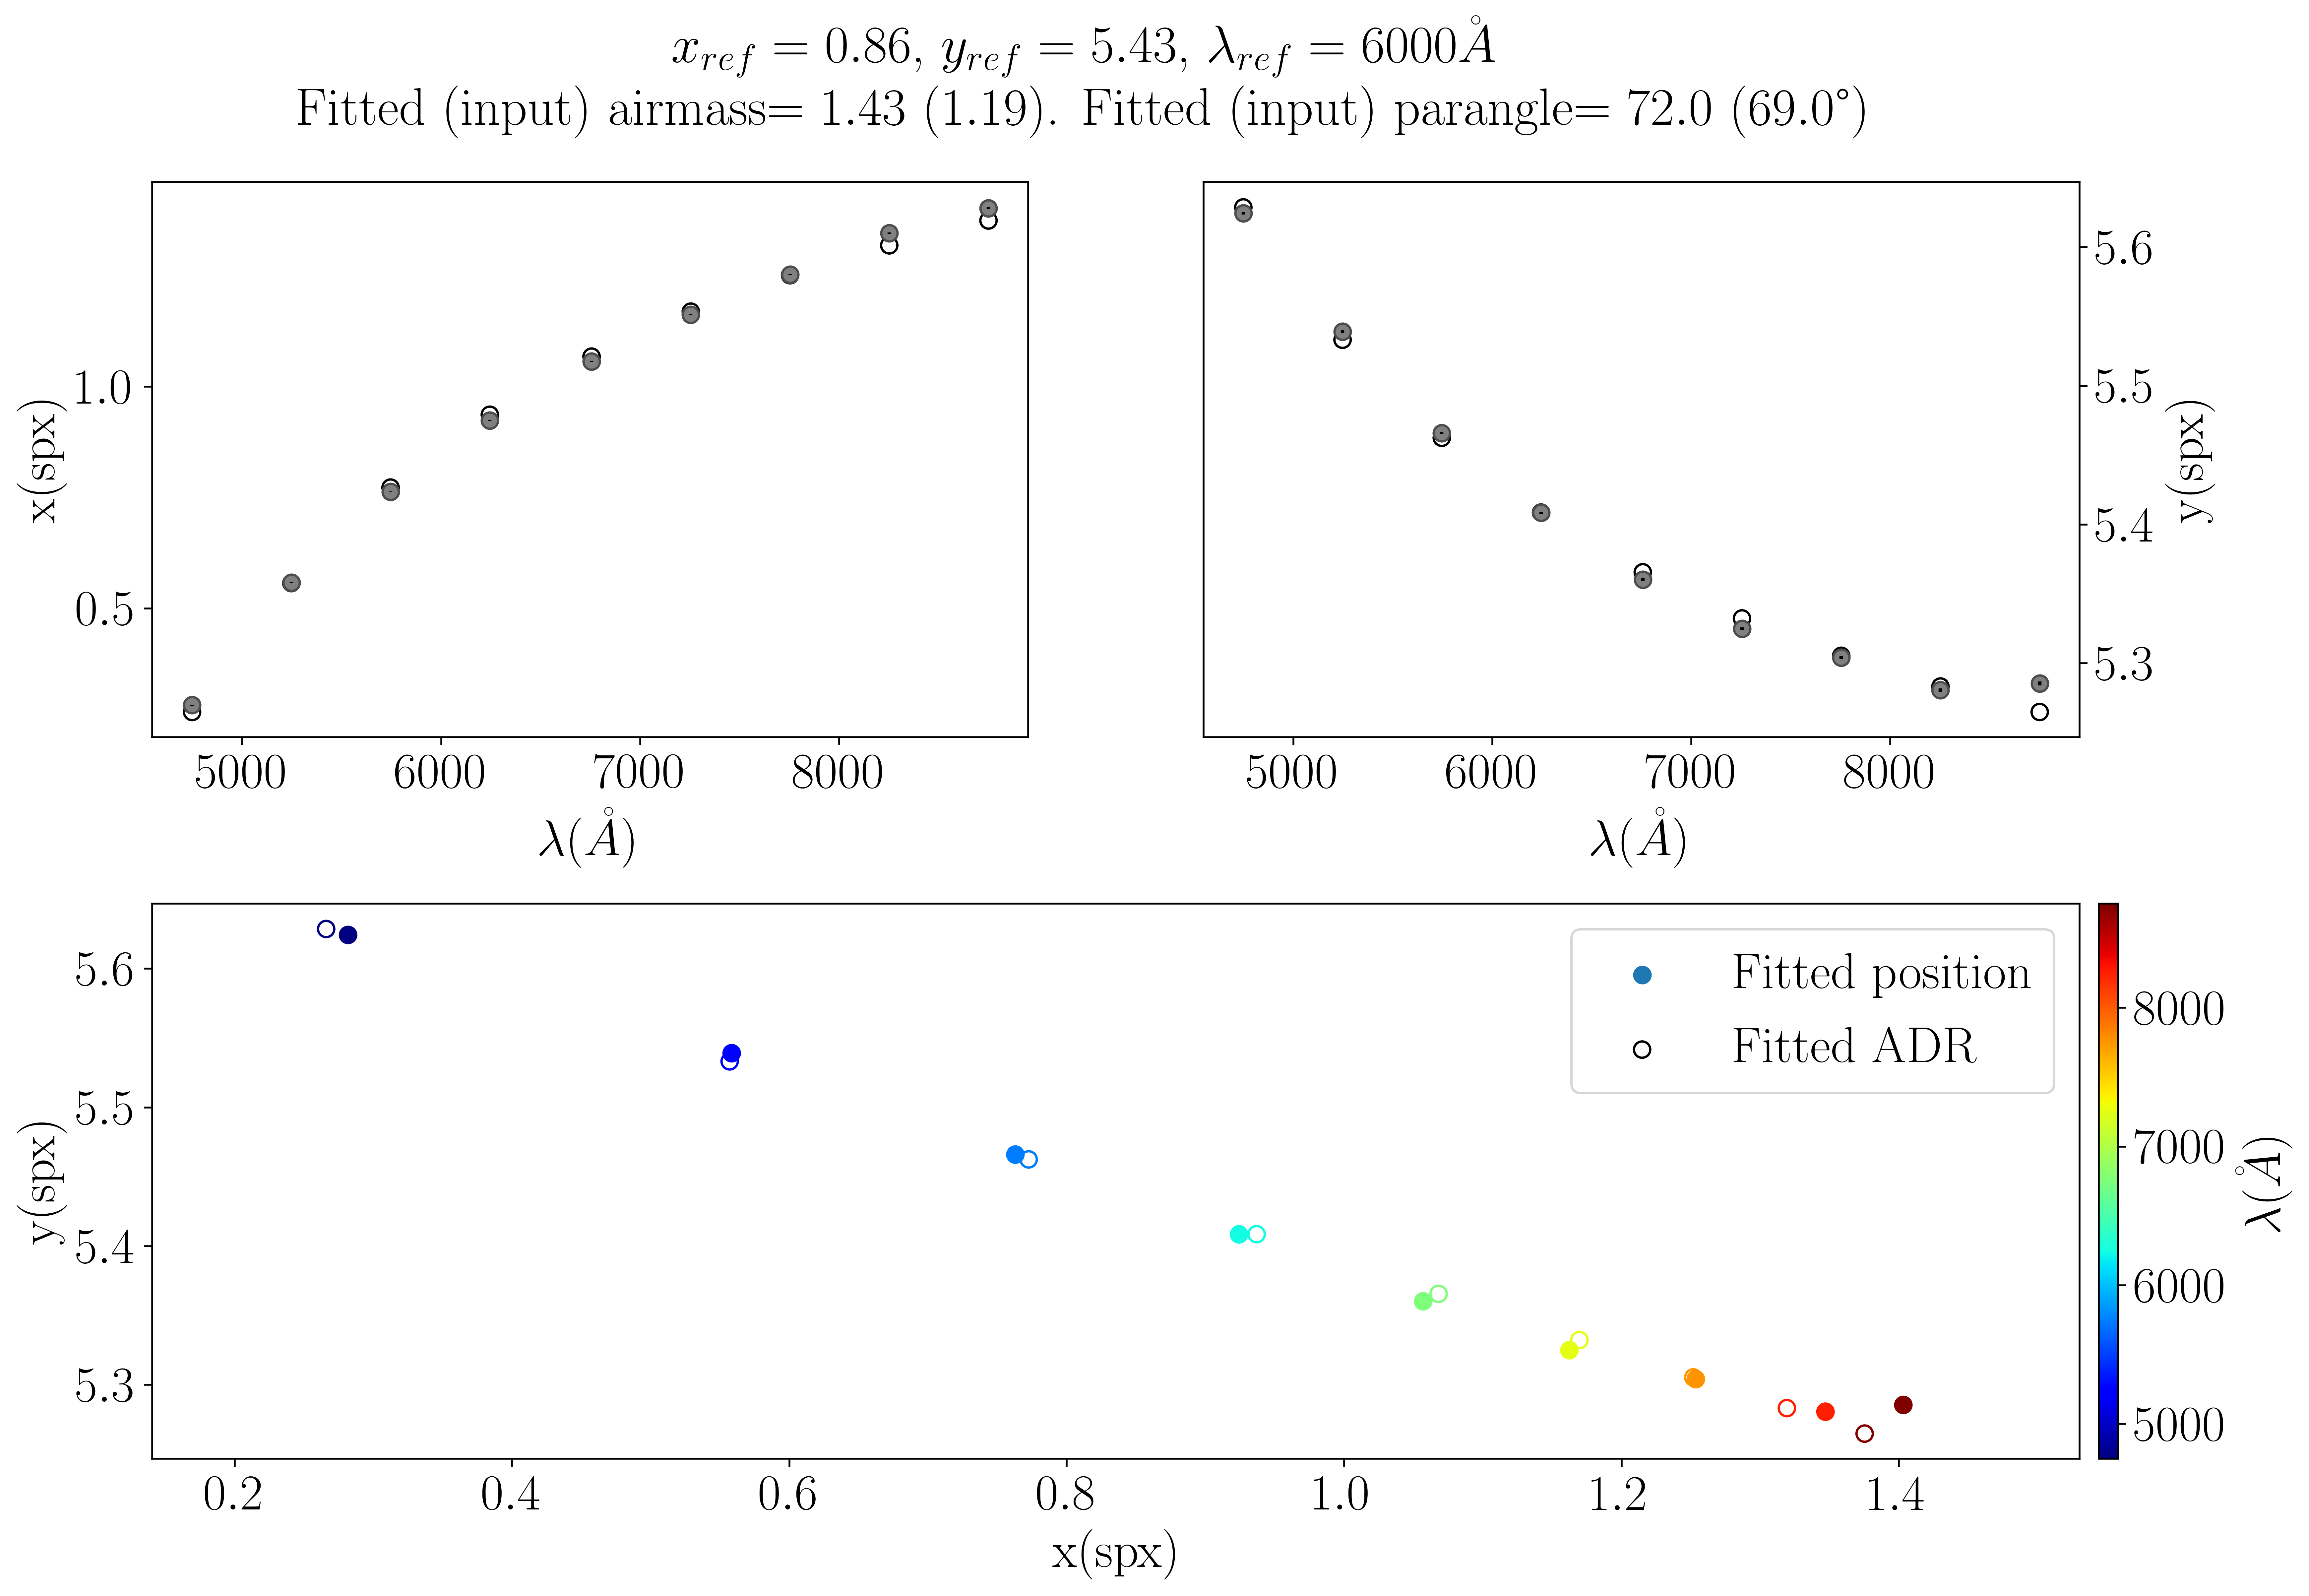 x_ref = 0.86, y_ref = 5.43, λ_ref = 6000Å
Fitted (input) airmass= 1.43 (1.19). Fitted (input) parangle= 72.0 (69.0°)
x(spx)
1.0
0.5
5000 6000 7000 8000
λ(Å)
5.6
5.5
5.4
5.3
y(spx)
5000 6000 7000 8000
λ(Å)
y(spx)
5.6
5.5
5.4
5.3
0.2 0.4 0.6 0.8 1.0 1.2 1.4
x(spx)
Fitted position
Fitted ADR
8000
7000
6000
5000
λ(Å)